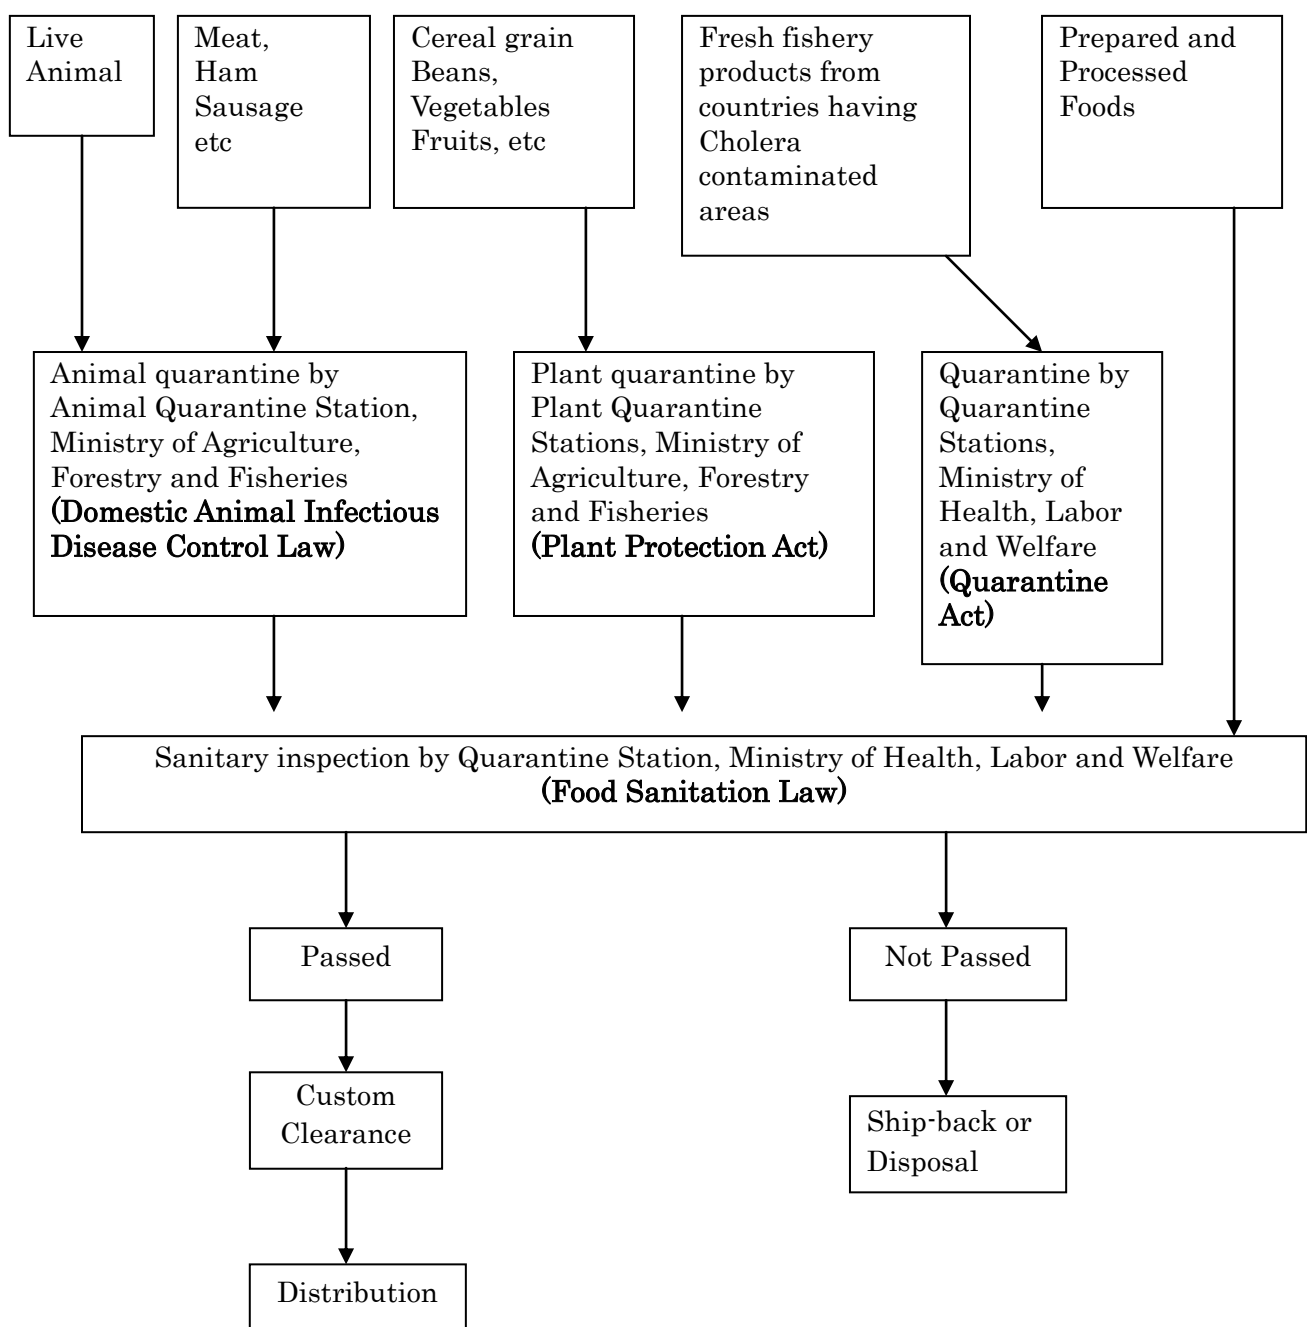 Live
Animal
Meat,
Ham
Sausage
etc
Cereal grain
Beans,
Vegetables
Fruits, etc
Fresh fishery
products from
countries having
Cholera
contaminated
areas
Prepared and
Processed
Foods
Animal quarantine by
Animal Quarantine Station,
Ministry of Agriculture,
Forestry and Fisheries
(Domestic Animal Infectious
Disease Control Law)
Plant quarantine by
Plant Quarantine
Stations, Ministry of
Agriculture, Forestry
and Fisheries
(Plant Protection Act)
Quarantine by
Quarantine
Stations,
Ministry of
Health, Labor
and Welfare
(Quarantine
Act)
Sanitary inspection by Quarantine Station, Ministry of Health, Labor and Welfare
(Food Sanitation Law)
Passed
Not Passed
Custom
Clearance
Ship-back or
Disposal
Distribution